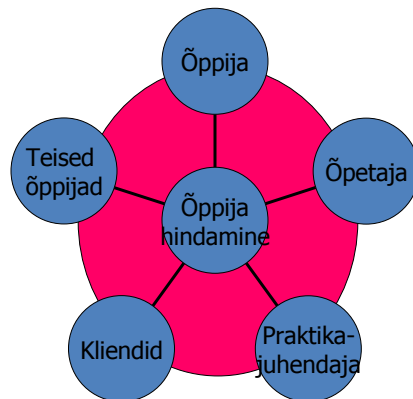 Õppija
Teised
õppijad
Õpetaja
Õppija
hindamine
Kliendid
Praktika-
juhendaja